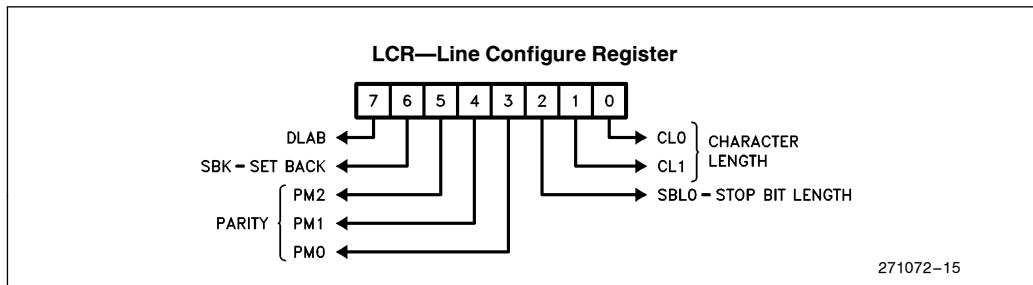 LCR—Line Configure Register
7 6 5 4 3 2 1 0
DLAB
SBK – SET BACK
PM2
PARITY PM1
PM0
CL0
CL1
CHARACTER
LENGTH
SBL0 – STOP BIT LENGTH
271072–15